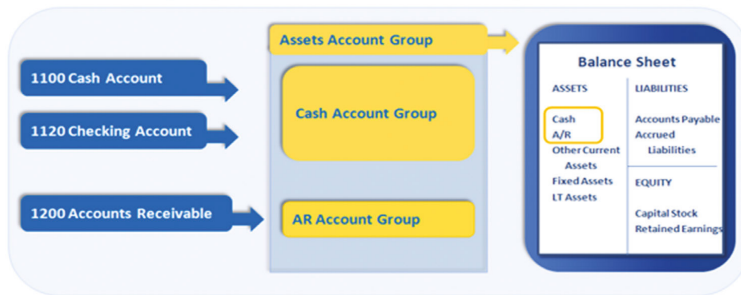 Assets Account Group
1100 Cash Account
1120 Checking Account
1200 Accounts Receivable
Cash Account Group
AR Account Group
Balance Sheet
ASSETS
Cash
A/R
Other Current
Assets
Fixed Assets
LT Assets
LIABILITIES
Accounts Payable
Accrued
Liabilities
EQUITY
Capital Stock
Retained Earnings